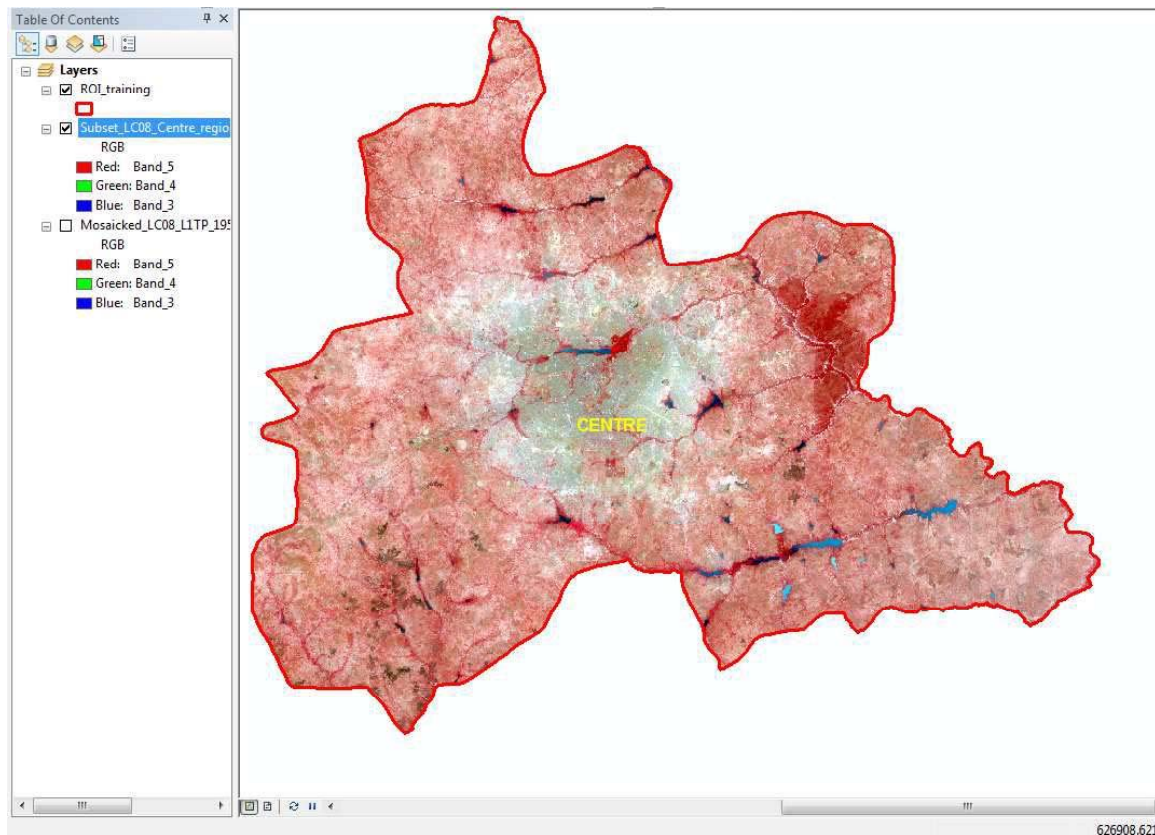 Table Of Contents
Layers
ROI_training
Subset_LC08_Centre_regio
RGB
Red: Band_5
Green: Band_4
Blue: Band_3
Mosaicked_LC08_L1TP_195
RGB
Red: Band_5
Green: Band_4
Blue: Band_3
CENTRE
626908.621